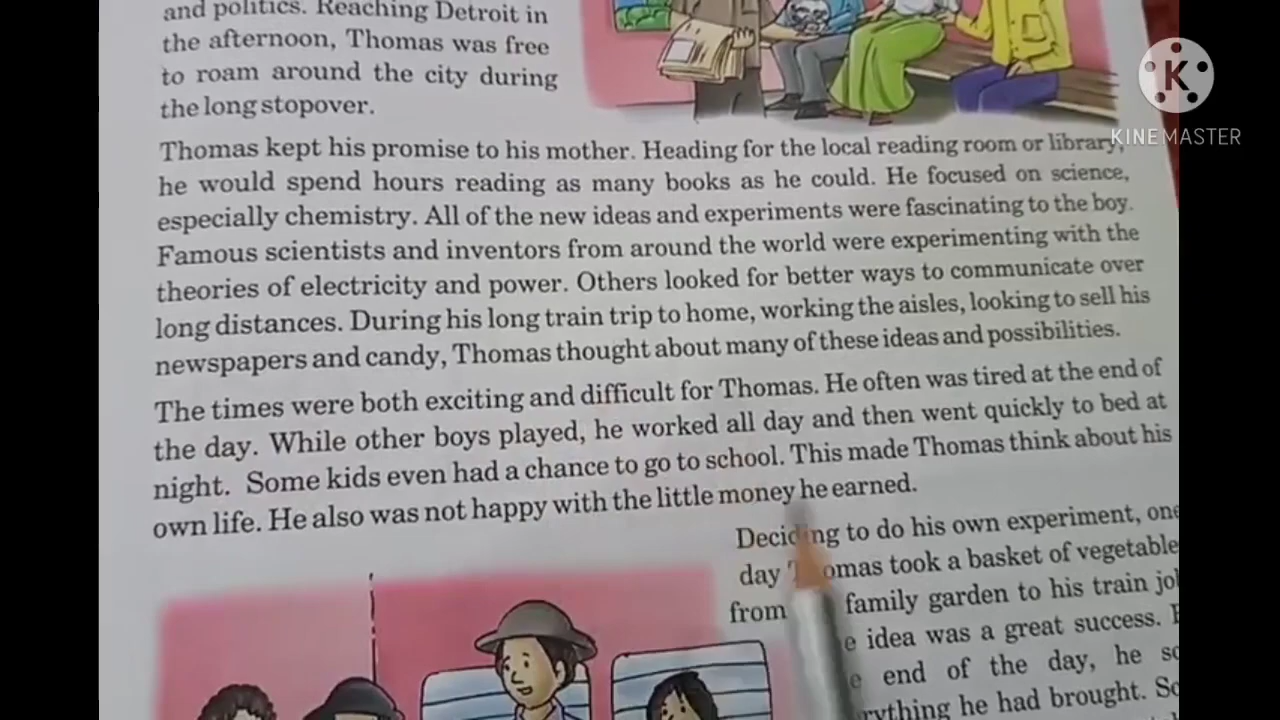 and politics. Reaching Detroit in
the afternoon, Thomas was free
to roam around the city during
the long stopover.
KINEMASTER
Thomas kept his promise to his mother. Heading for the local reading room or library,
he would spend hours reading as many books as he could. He focused on science,
especially chemistry. All of the new ideas and experiments were fascinating to the boy.
Famous scientists and inventors from around the world were experimenting with the
theories of electricity and power. Others looked for better ways to communicate over
long distances. During his long train trip to home, working the aisles, looking to sell his
newspapers and candy, Thomas thought about many of these ideas and possibilities.
The times were both exciting and difficult for Thomas. He often was tired at the end of
the day. While other boys played, he worked all day and then went quickly to bed at
night. Some kids even had a chance to go to school. This made Thomas think about his
own life. He also was not happy with the little money he earned.
Deciding to do his own experiment, one
day Thomas took a basket of vegetable
from family garden to his train
idea was a great success.
end of the day, he
he had brought.